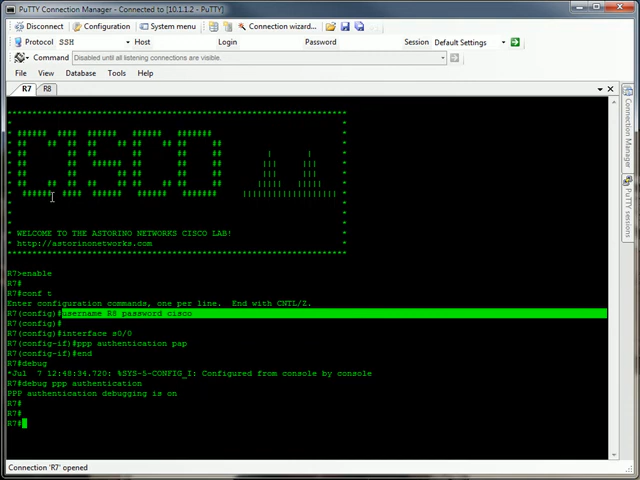 PuTTY Connection Manager - Connected to [10.1.1.2 - PuTTY]
Disconnect Configuration System menu Connection wizard...
Protocol SSH Host Login Password Session Default Settings
Command Disabled until all listening connections are visible.
File View Database Tools Help
R7 R8
CISCO
WELCOME TO THE ASTORINO NETWORKS CISCO LAB!
http://astorinonetworks.com
R7>enable
R7#
R7#conf t
Enter configuration commands, one per line. End with CNTL/Z.
R7(config)#username R8 password cisco
R7(config)#
R7(config)#interface s0/0
R7(config-if)#ppp authentication pap
R7(config-if)#end
R7#debug
*Jul 7 12:48:34.720: %SYS-5-CONFIG_I: Configured from console by console
R7#debug ppp authentication
PPP authentication debugging is on
R7#
R7#
R7#
Connection 'R7' opened
Connection Manager
PuTTY sessions